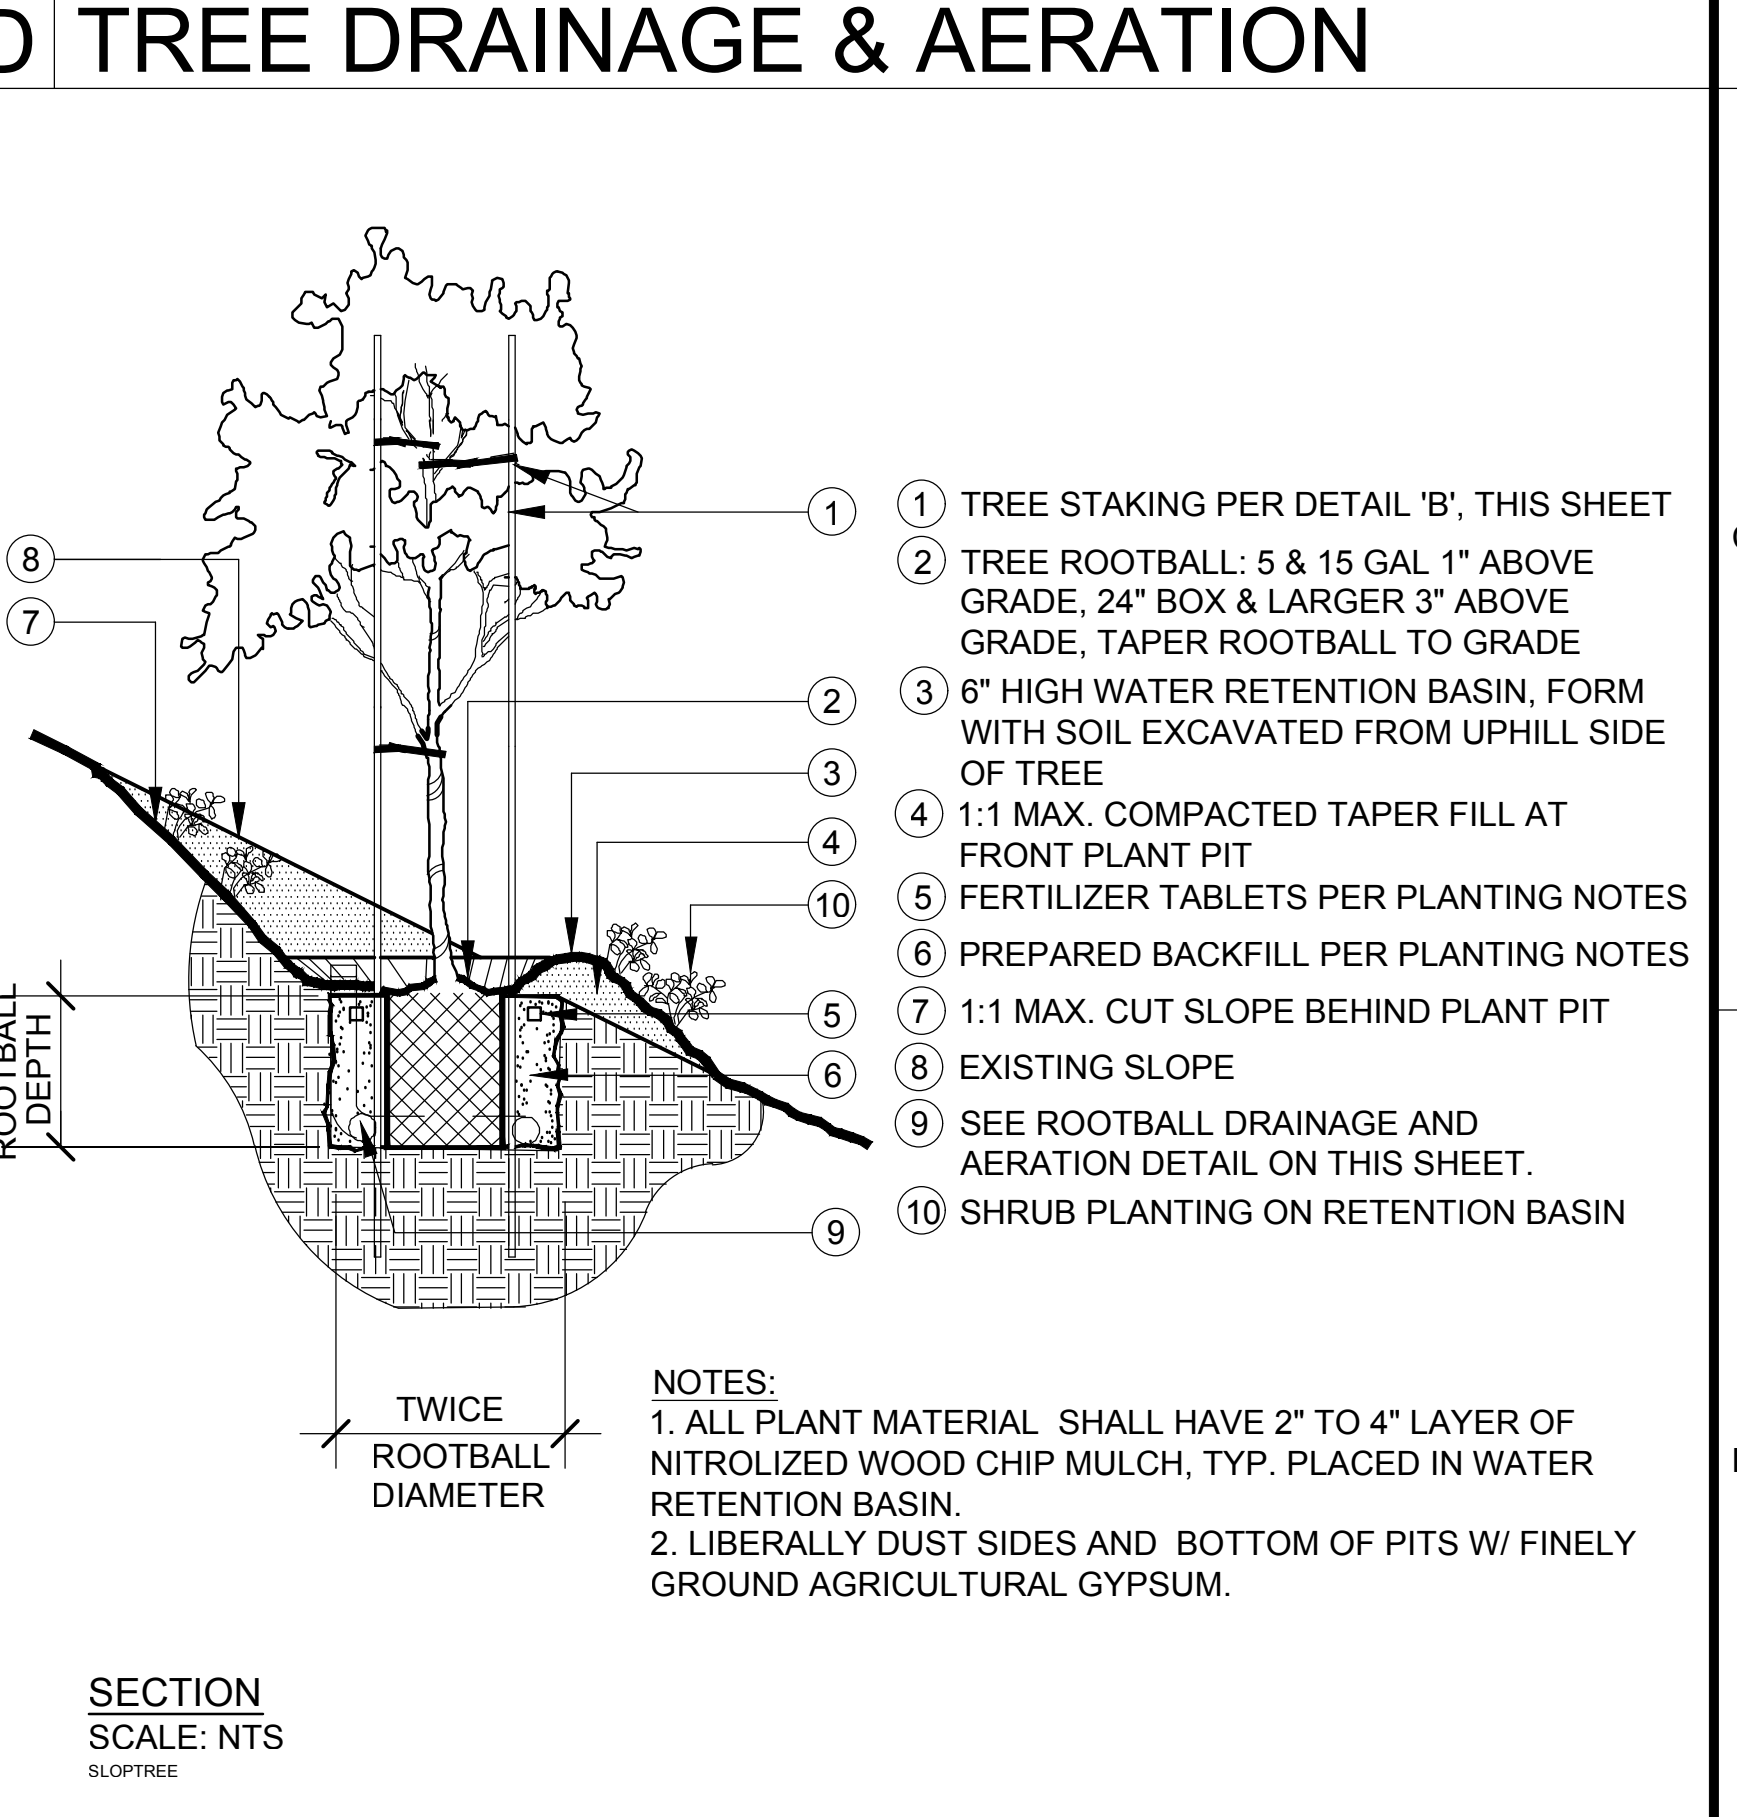 D TREE DRAINAGE & AERATION
1
1 TREE STAKING PER DETAIL 'B', THIS SHEET
8
2 TREE ROOTBALL: 5 & 15 GAL 1" ABOVE
GRADE, 24" BOX & LARGER 3" ABOVE
GRADE, TAPER ROOTBALL TO GRADE
7
2
3 6" HIGH WATER RETENTION BASIN, FORM
WITH SOIL EXCAVATED FROM UPHILL SIDE
OF TREE
3
4 1:1 MAX. COMPACTED TAPER FILL AT
FRONT PLANT PIT
4
5 FERTILIZER TABLETS PER PLANTING NOTES
10
6 PREPARED BACKFILL PER PLANTING NOTES
7 1:1 MAX. CUT SLOPE BEHIND PLANT PIT
5
8 EXISTING SLOPE
6
9 SEE ROOTBALL DRAINAGE AND
AERATION DETAIL ON THIS SHEET.
10 SHRUB PLANTING ON RETENTION BASIN
9
ROOTBALL
DEPTH
TWICE
ROOTBALL
DIAMETER
NOTES:
1. ALL PLANT MATERIAL SHALL HAVE 2" TO 4" LAYER OF
NITROLIZED WOOD CHIP MULCH, TYP. PLACED IN WATER
RETENTION BASIN.
2. LIBERALLY DUST SIDES AND BOTTOM OF PITS W/ FINELY
GROUND AGRICULTURAL GYPSUM.
SECTION
SCALE: NTS
SLOPTREE